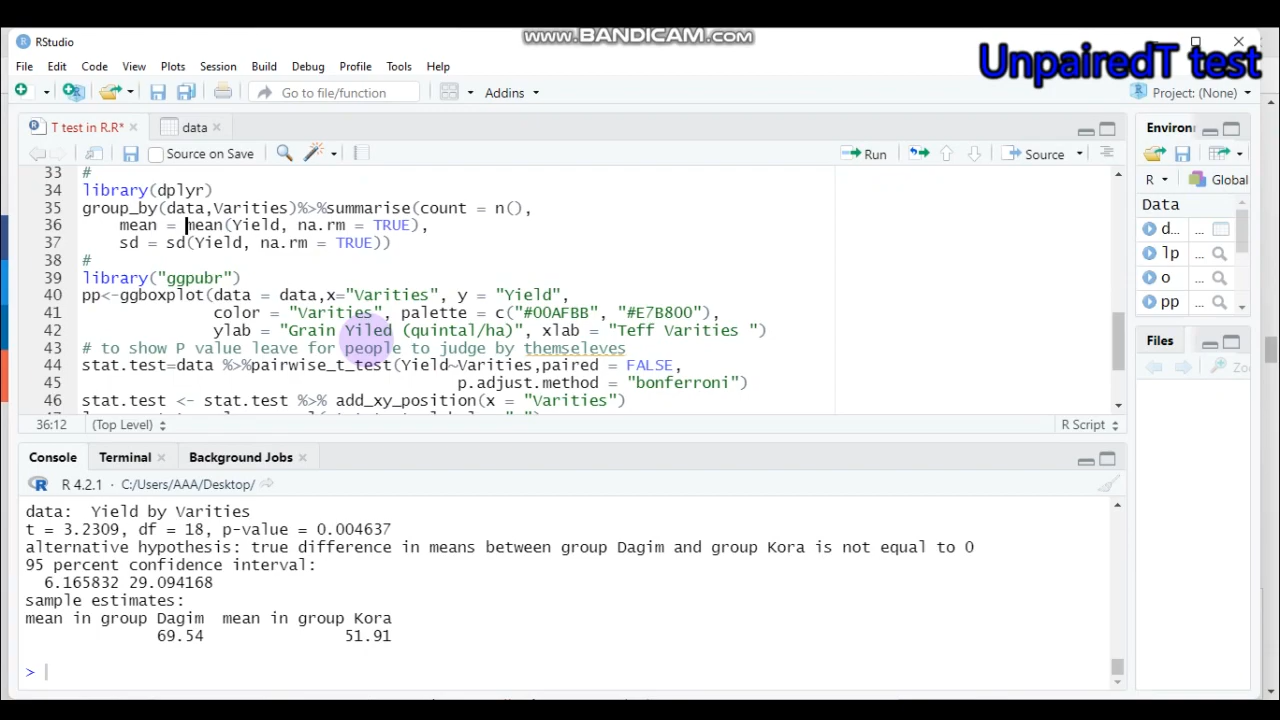 www.BANDICAM.com
RStudio
UnpairedT test
File Edit Code View Plots Session Build Debug Profile Tools Help
Go to file/function Addins Project: (None)
T test in R.R* data Environ
Source on Save Run Source R Global
33 # Data
34 library(dplyr) d...
35 group_by(data,Varities)%>%summarise(count = n(),
36 mean = mean(Yield, na.rm = TRUE), lp
37 sd = sd(Yield, na.rm = TRUE))
38 #
39 library("ggpubr") o
40 pp<-ggboxplot(data = data,x="Varities", y = "Yield", pp
41 color = "Varities", palette = c("#00AFBB", "#E7B800"),
42 ylab = "Grain Yiled (quintal/ha)", xlab = "Teff Varities ")
43 # to show P value leave for people to judge by themseleves Files
44 stat.test=data %>%pairwise_t_test(Yield~Varities,paired = FALSE, Zo
45 p.adjust.method = "bonferroni")
46 stat.test <- stat.test %>% add_xy_position(x = "Varities")
36:12 (Top Level) R Script
Console Terminal Background Jobs
R 4.2.1 · C:/Users/AAA/Desktop/
data:  Yield by Varities
t = 3.2309, df = 18, p-value = 0.004637
alternative hypothesis: true difference in means between group Dagim and group Kora is not equal to 0
95 percent confidence interval:
6.165832 29.094168
sample estimates:
mean in group Dagim  mean in group Kora
69.54 51.91
>